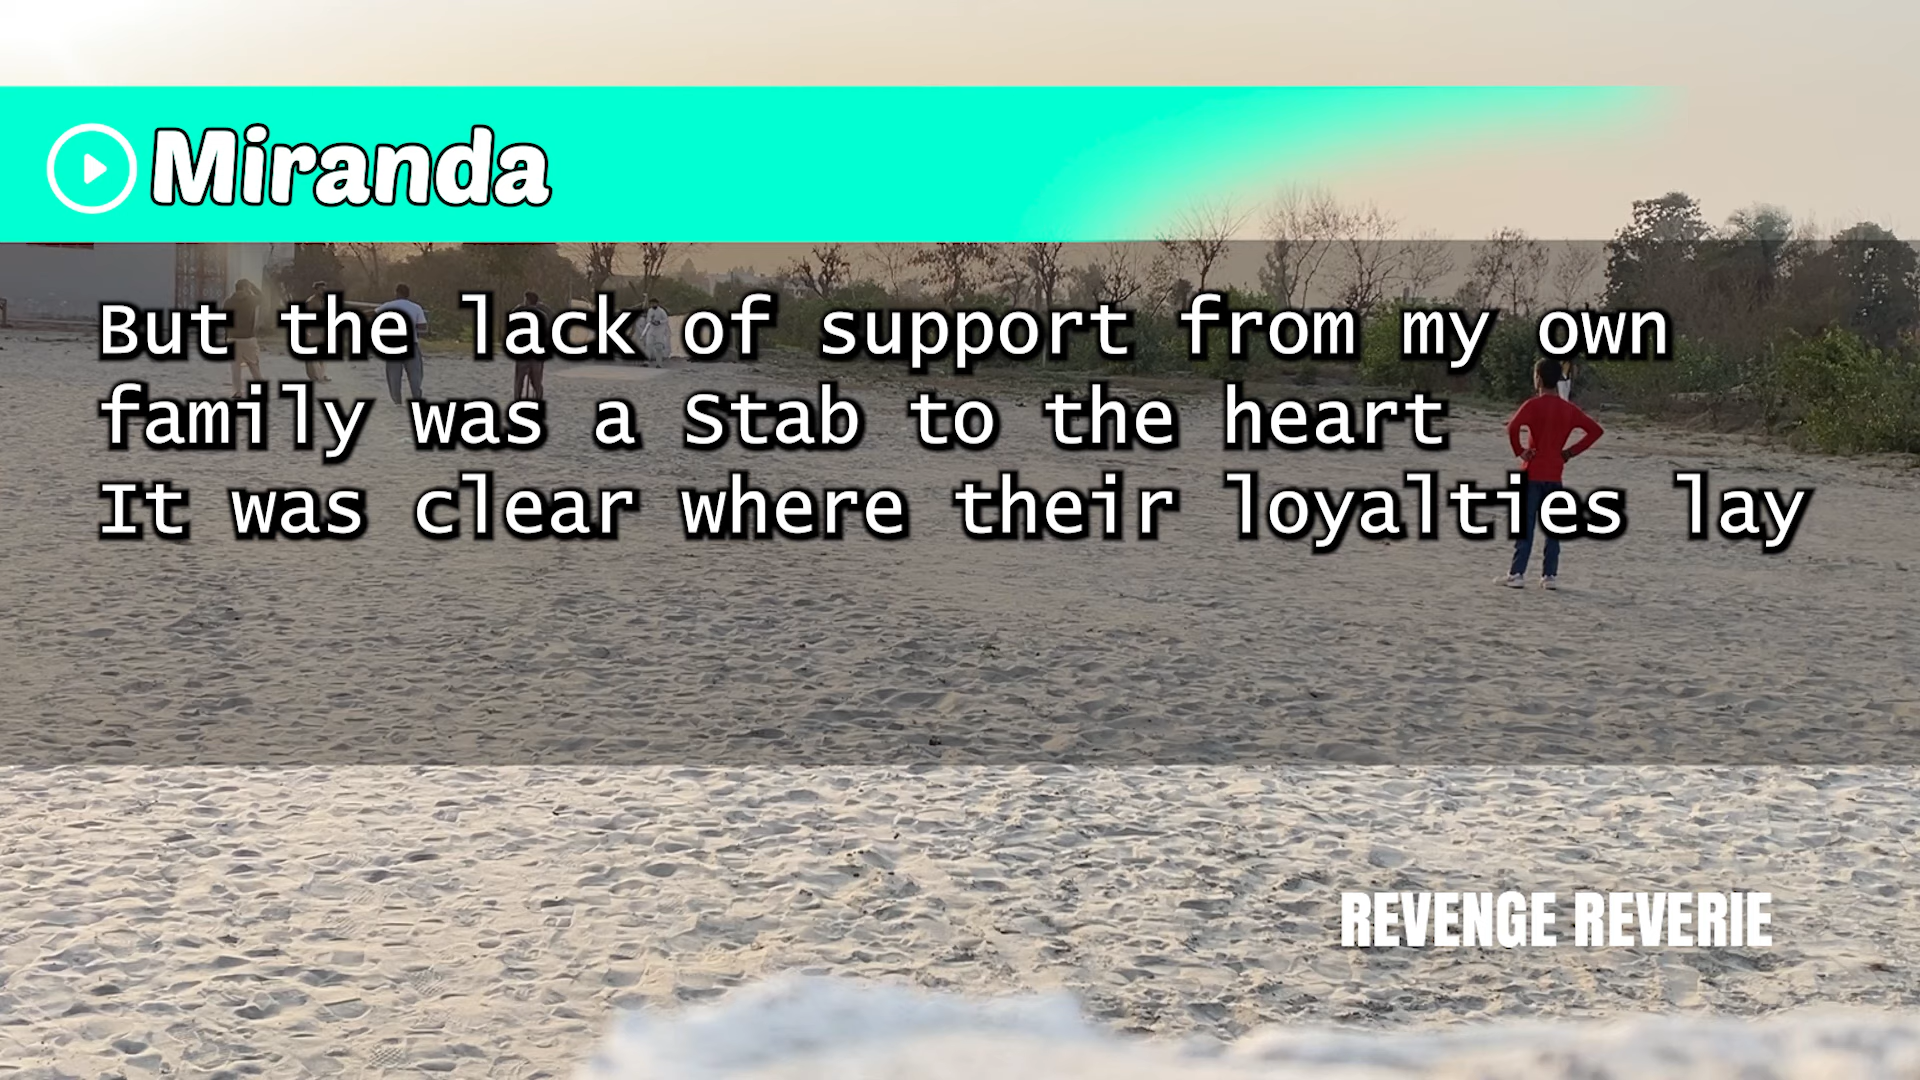 Miranda
But the lack of support from my own
family was a Stab to the heart
It was clear where their loyalties lay
REVENGE REVERIE